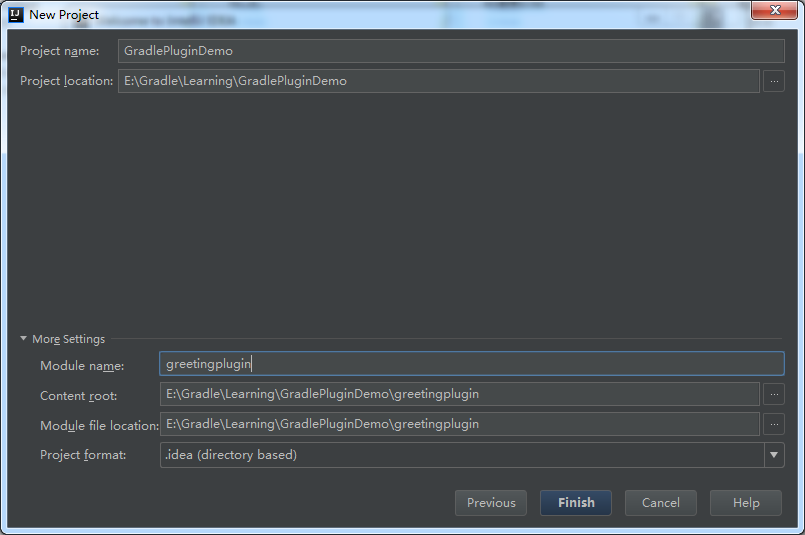 New Project
Project name: GradlePluginDemo
Project location: E:\Gradle\Learning\GradlePluginDemo ...
More Settings
Module name: greetingplugin
Content root: E:\Gradle\Learning\GradlePluginDemo\greetingplugin ...
Module file location: E:\Gradle\Learning\GradlePluginDemo\greetingplugin ...
Project format: .idea (directory based)
Previous Finish Cancel Help